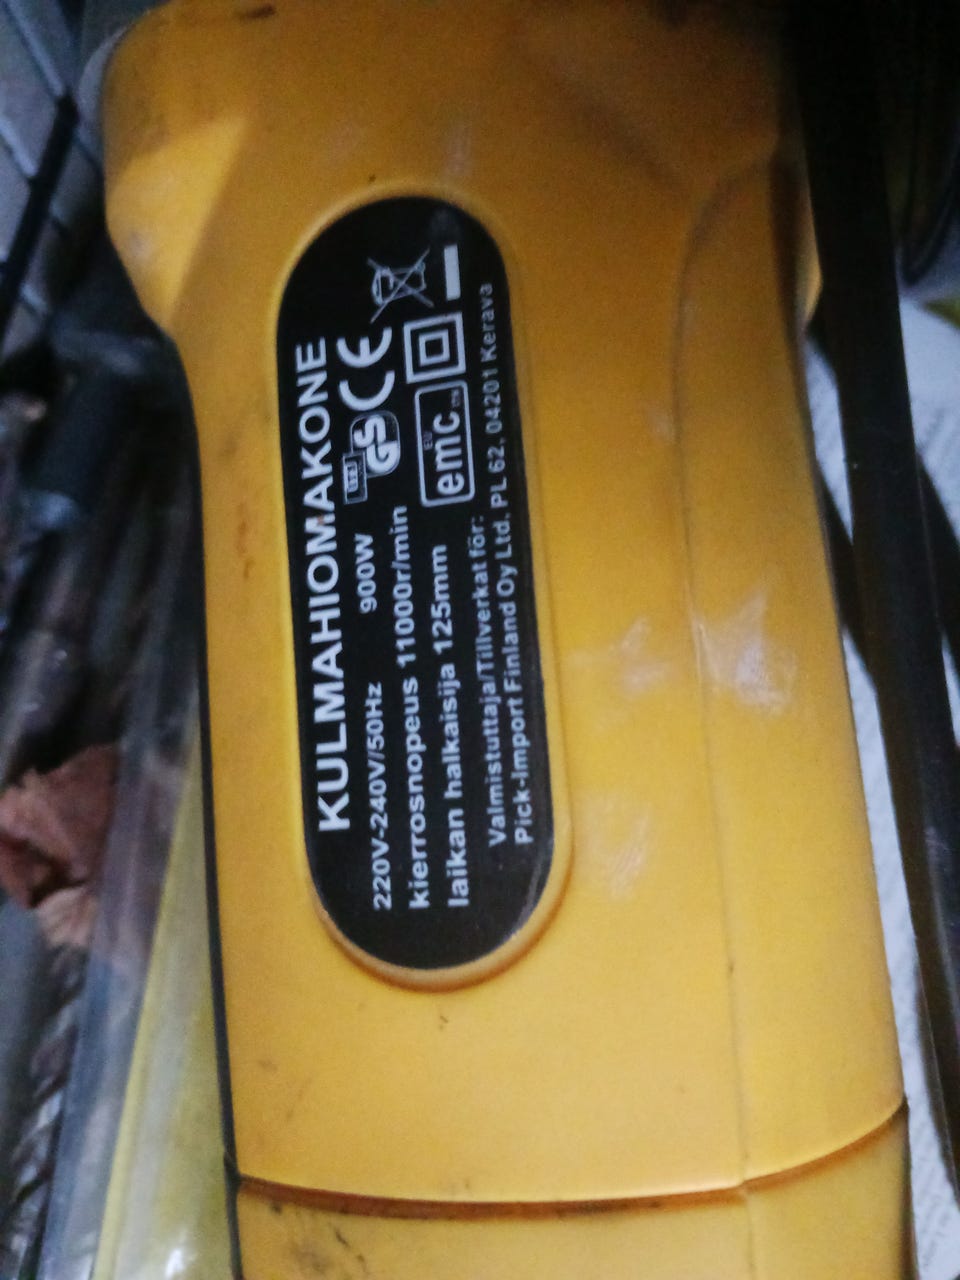 KULMAHIOMAKONE
220V-240V/50Hz 900W
kierrosnopeus 11000r/min
laikan halkaisija 125mm
GS CE
emc
Valmistuttaja/Tillverkat för:
Pick-Import Finland Oy Ltd. PL 62, 04201 Kerava